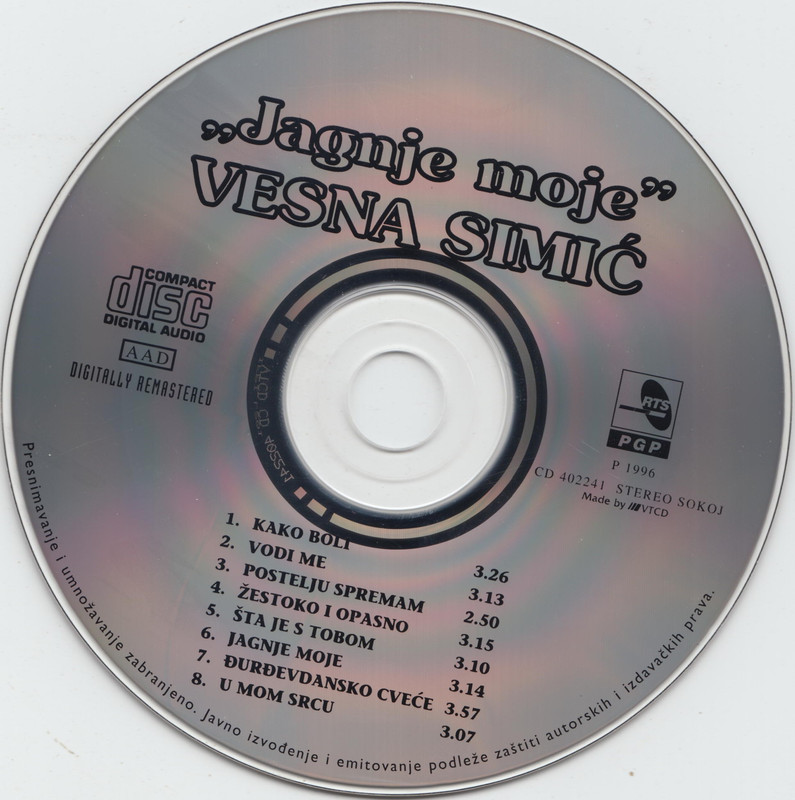 „Jagnje moje”
VESNA SIMIĆ
COMPACT
disc
DIGITAL AUDIO
AAD
DIGITALLY REMASTERED
RTS
PGP
P 1996
CD 402241 STEREO SOKOJ
Made by VTCD
1. KAKO BOLI 3.26
2. VODI ME 3.13
3. POSTELJU SPREMAM 2.50
4. ŽESTOKO I OPASNO 3.15
5. ŠTA JE S TOBOM 3.10
6. JAGNJE MOJE 3.14
7. ĐURĐEVDANSKO CVEĆE 3.57
8. U MOM SRCU 3.07
Presnimavanje i umnožavanje zabranjeno. Javno izvođenje i emitovanje podleže zaštiti autorskih i izdavačkih prava.